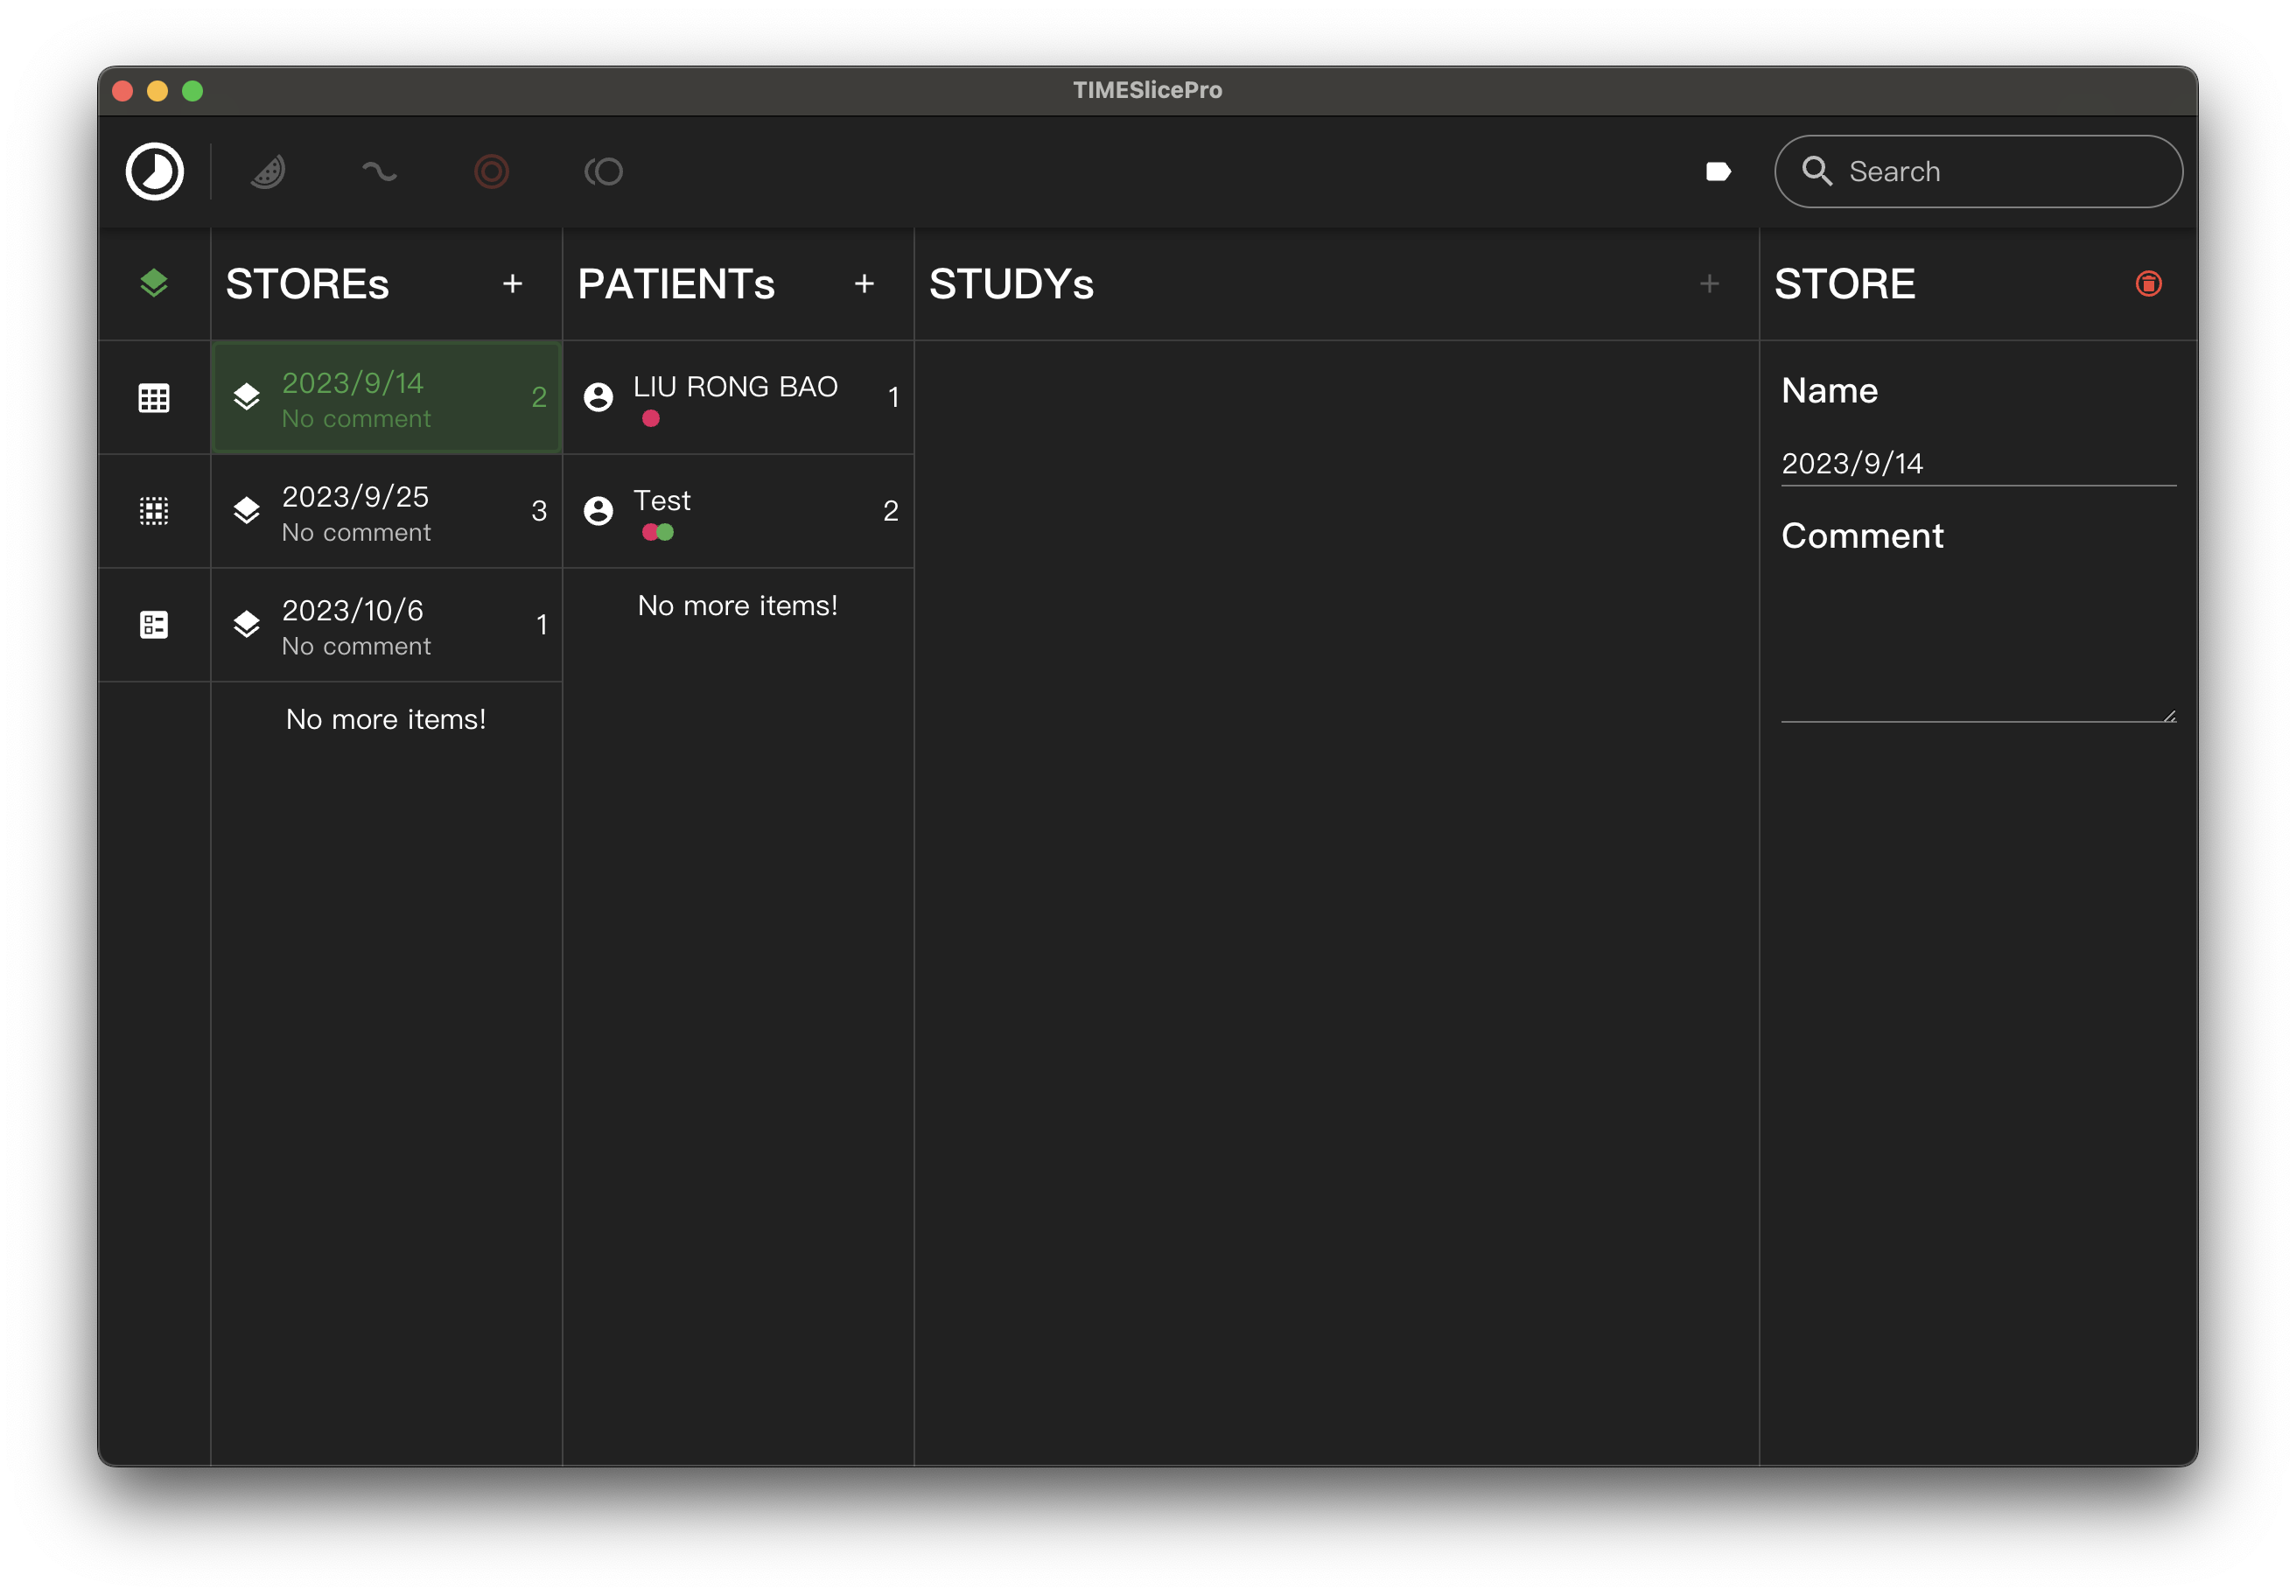 TIMESlicePro
Search
STOREs +
PATIENTs +
STUDYs +
STORE
2023/9/14 2
No comment
2023/9/25 3
No comment
2023/10/6 1
No comment
No more items!
LIU RONG BAO 1
Test 2
No more items!
Name
2023/9/14
Comment